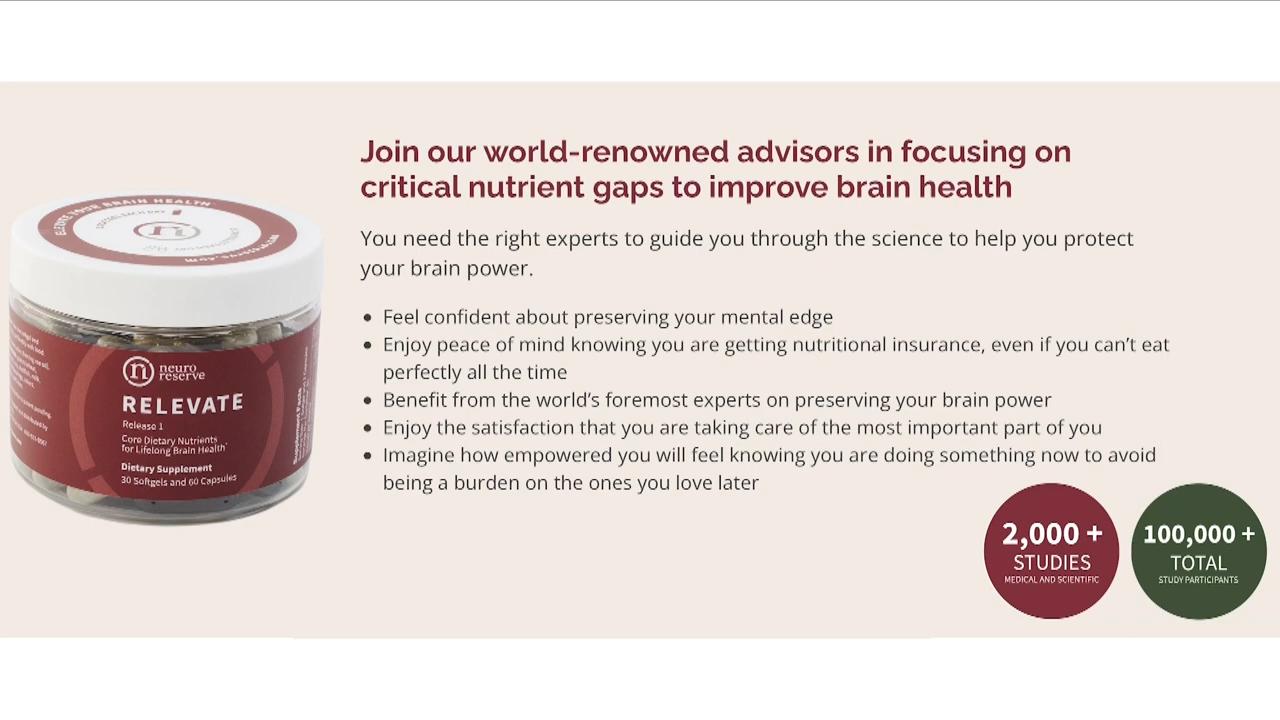 Join our world-renowned advisors in focusing on
critical nutrient gaps to improve brain health
You need the right experts to guide you through the science to help you protect
your brain power.
• Feel confident about preserving your mental edge
• Enjoy peace of mind knowing you are getting nutritional insurance, even if you can't eat
perfectly all the time
• Benefit from the world's foremost experts on preserving your brain power
• Enjoy the satisfaction that you are taking care of the most important part of you
• Imagine how empowered you will feel knowing you are doing something now to avoid
being a burden on the ones you love later
YOUR BRAIN HEALTH
n neuro
reserve
RELEVATE
Release 1
Core Dietary Nutrients
for Lifelong Brain Health*
Dietary Supplement
30 Softgels and 60 Capsules
2,000 +
STUDIES
MEDICAL AND SCIENTIFIC
100,000 +
TOTAL
STUDY PARTICIPANTS